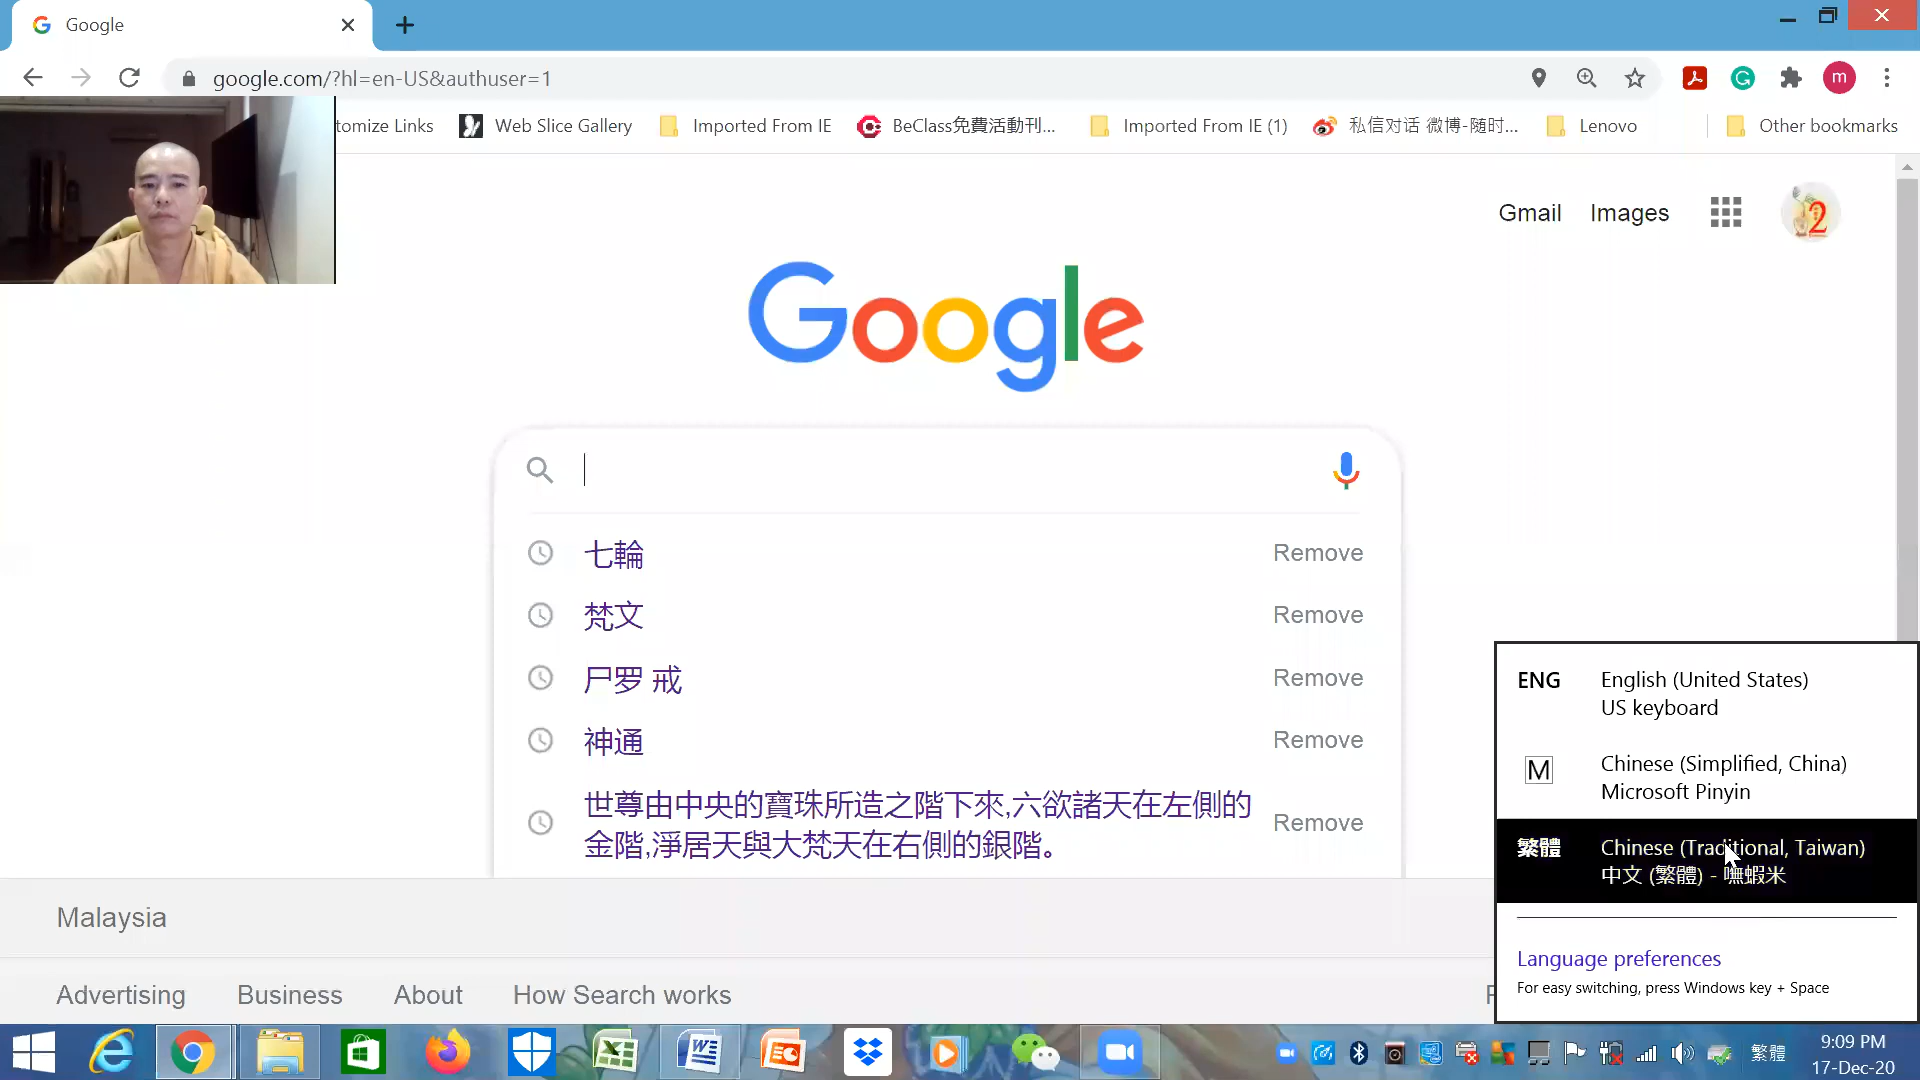 Google
google.com/?hl=en-US&authuser=1
m
tomize Links
Web Slice Gallery
Imported From IE
BeClass免費活動刊...
Imported From IE (1)
私信对话 微博-随时...
Lenovo
Other bookmarks
Gmail
Images
2
Google
七輪
Remove
梵文
Remove
尸罗 戒
Remove
神通
Remove
世尊由中央的寶珠所造之階下來,六欲諸天在左側的
金階,淨居天與大梵天在右側的銀階。
Remove
ENG
English (United States)
US keyboard
M
Chinese (Simplified, China)
Microsoft Pinyin
繁體
Chinese (Traditional, Taiwan)
中文 (繁體) - 嘸蝦米
Language preferences
For easy switching, press Windows key + Space
Malaysia
Advertising
Business
About
How Search works
繁體
9:09 PM
17-Dec-20